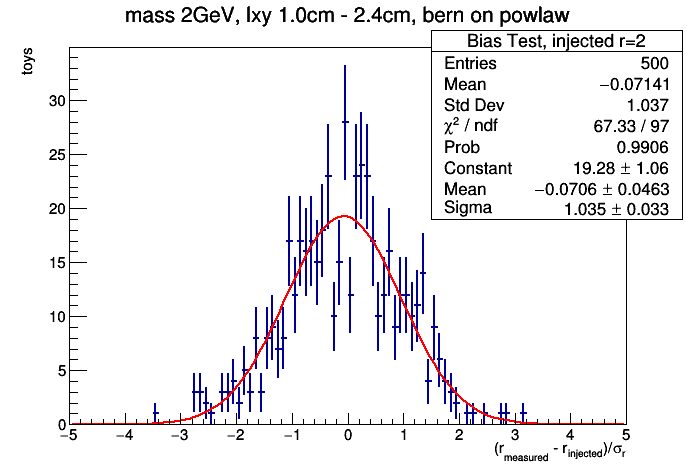 mass 2GeV, lxy 1.0cm - 2.4cm, bern on powlaw
toys
Bias Test, injected r=2
Entries 500
Mean −0.07141
Std Dev 1.037
χ² / ndf 67.33 / 97
Prob 0.9906
Constant 19.28 ± 1.06
Mean −0.0706 ± 0.0463
Sigma 1.035 ± 0.033
30
25
20
15
10
5
0
−5 −4 −3 −2 −1 0 1 2 3 4 5
(r_measured - r_injected)/σ_r